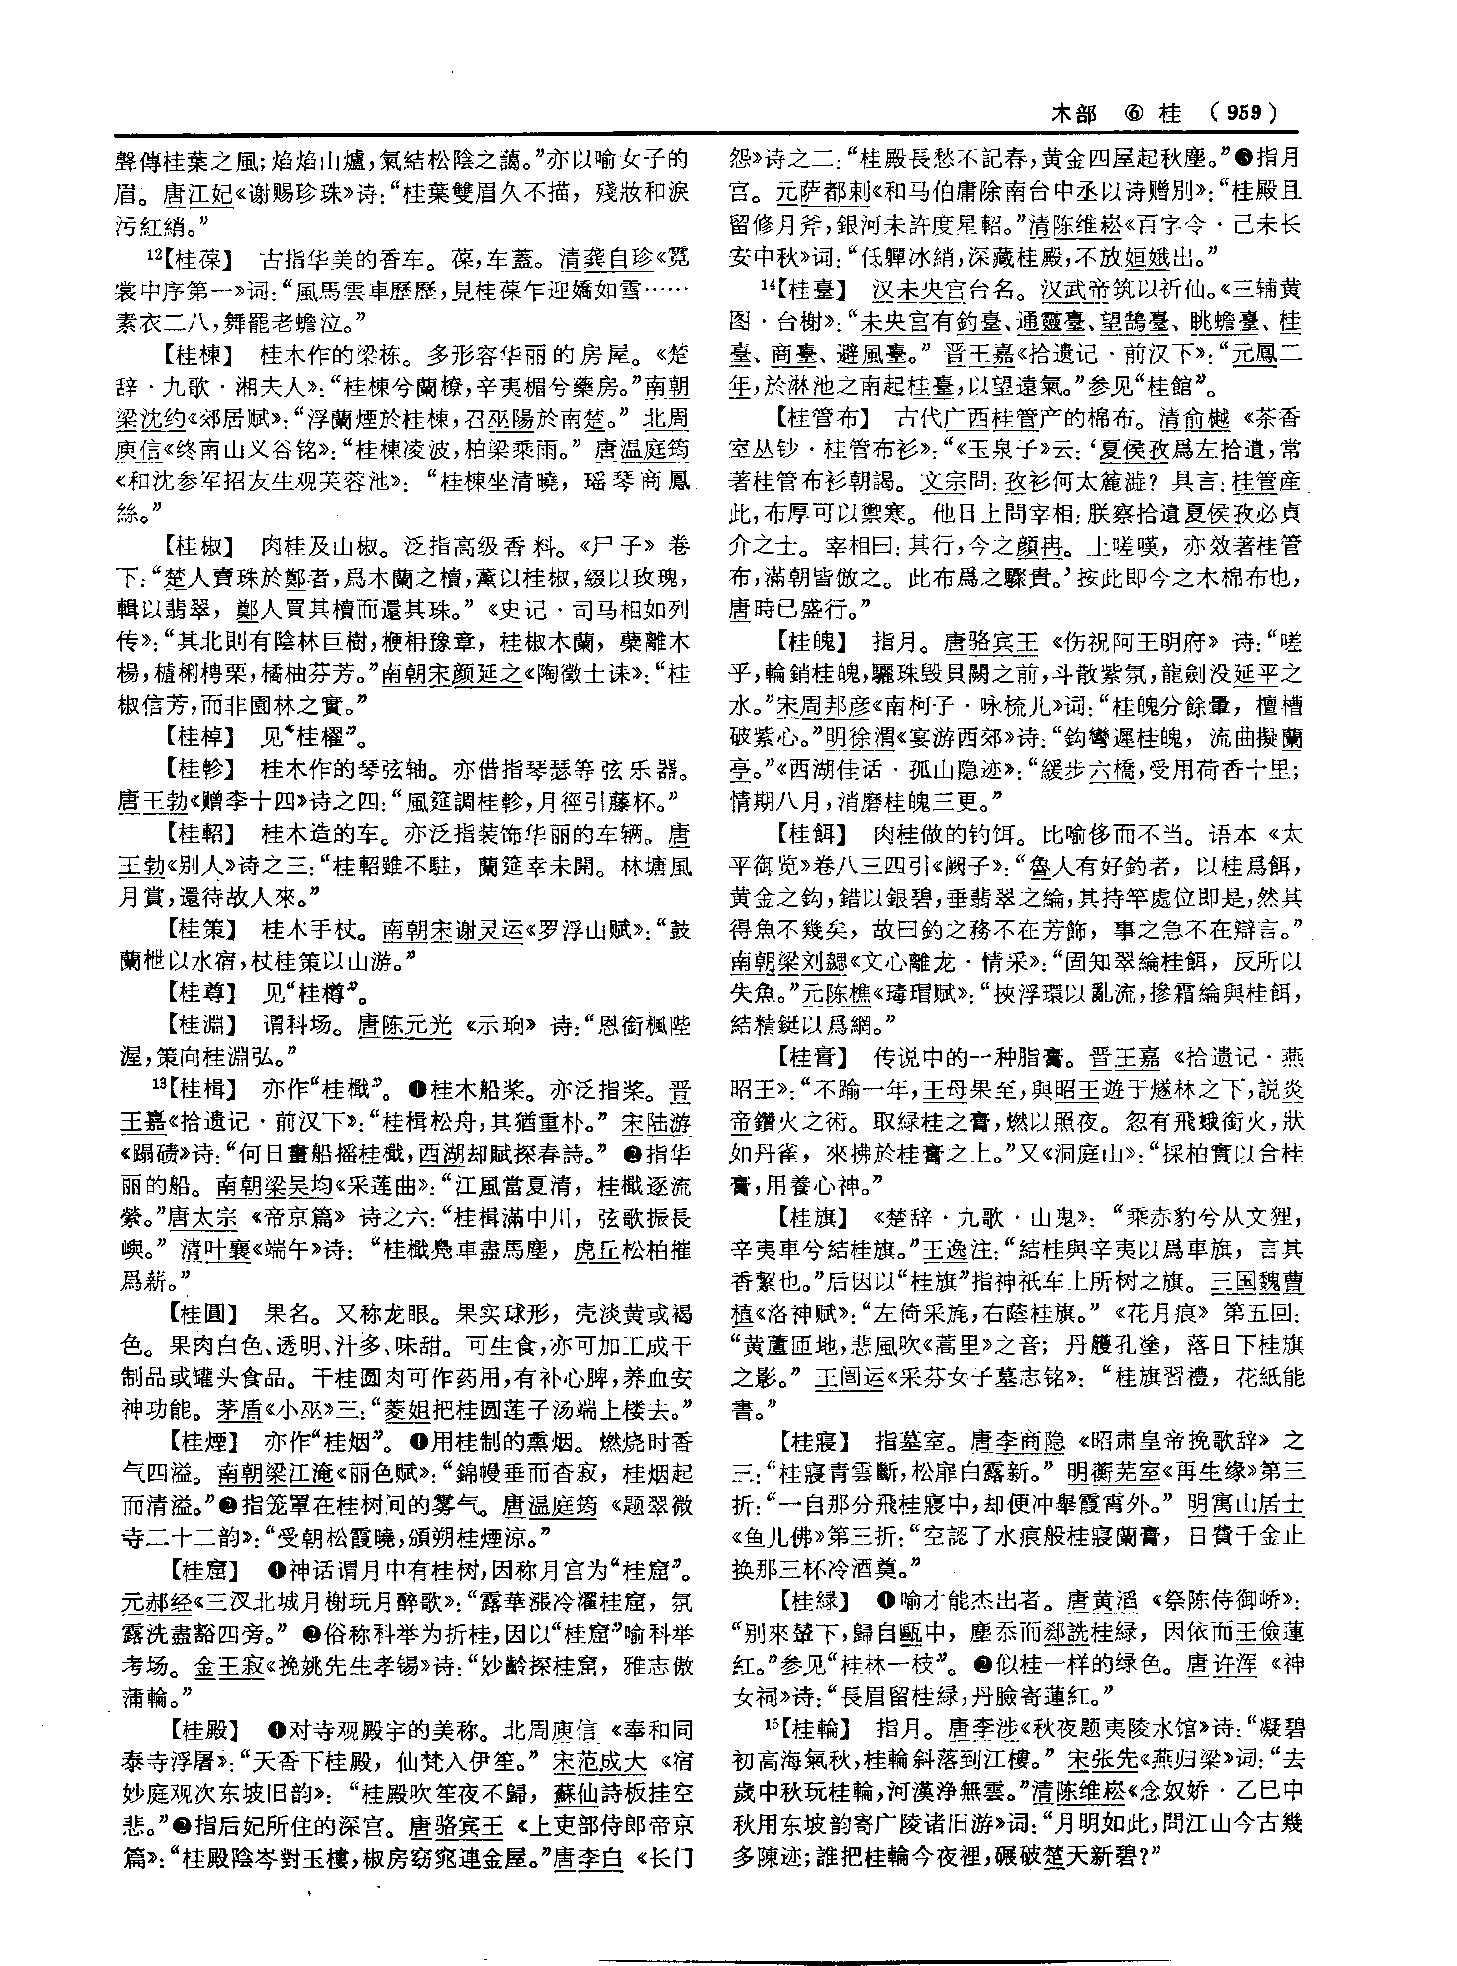 木部 ⑥ 桂 （959）
聲傳桂葉之風；焰焰山爐，氣結松陰之藹。”亦以喻女子的
眉。唐江妃《谢赐珍珠》诗：“桂葉雙眉久不描，殘妝和淚
污紅綃。”
12【桂葆】 古指华美的香车。葆，车蓋。清龚自珍《霓
裳中序第一》词：“風馬雲車歷歷，見桂葆乍迎嬌如雪……
素衣二八，舞罷老蟾泣。”
【桂棟】 桂木作的梁栋。多形容华丽的房屋。《楚
辞·九歌·湘夫人》：“桂棟兮蘭橑，辛夷楣兮藥房。”南朝
梁沈约《郊居赋》：“浮蘭煙於桂棟，召巫陽於南楚。”北周
庾信《终南山义谷铭》：“桂棟凌波，柏梁乘雨。”唐温庭筠
《和沈参军招友生观芙蓉池》：“桂棟坐清曉，瑶琴商鳳
絲。”
【桂椒】 肉桂及山椒。泛指高级香料。《尸子》卷
下：“楚人賣珠於鄭者，爲木蘭之櫝，薰以桂椒，綴以玫瑰，
輯以翡翠，鄭人買其櫝而還其珠。”《史记·司马相如列
传》：“其北則有陰林巨樹，楩枏豫章，桂椒木蘭，蘗離木
楊，樝梸梬栗，橘柚芬芳。”南朝宋颜延之《陶徵士诔》：“桂
椒信芳，而非園林之實。”
【桂棹】 见“桂櫂”。
【桂軫】 桂木作的琴弦轴。亦借指琴瑟等弦乐器。
唐王勃《赠李十四》诗之四：“風筵調桂軫，月徑引藤杯。”
【桂軺】 桂木造的车。亦泛指装饰华丽的车辆。唐
王勃《别人》诗之三：“桂軺雖不駐，蘭筵幸未開。林塘風
月賞，還待故人來。”
【桂策】 桂木手杖。南朝宋谢灵运《罗浮山赋》：“鼓
蘭枻以水宿，杖桂策以山游。”
【桂尊】 见“桂樽”。
【桂淵】 谓科场。唐陈元光《示珦》诗：“恩銜楓陛
渥，策向桂淵弘。”
13【桂楫】 亦作“桂檝”。❶桂木船桨。亦泛指桨。晋
王嘉《拾遗记·前汉下》：“桂楫松舟，其猶重朴。”宋陆游
《蹋碛》诗：“何日畫船摇桂檝，西湖却賦探春詩。”❷指华
丽的船。南朝梁吴均《采莲曲》：“江風當夏清，桂檝逐流
縈。”唐太宗《帝京篇》诗之六：“桂楫滿中川，弦歌振長
嶼。”清叶襄《端午》诗：“桂檝鳧車盡馬塵，虎丘松柏摧
爲薪。”
【桂圓】 果名。又称龙眼。果实球形，壳淡黄或褐
色。果肉白色、透明、汁多、味甜。可生食，亦可加工成干
制品或罐头食品。干桂圆肉可作药用，有补心脾，养血安
神功能。茅盾《小巫》三：“菱姐把桂圆莲子汤端上楼去。”
【桂煙】 亦作“桂烟”。❶用桂制的熏烟。燃烧时香
气四溢。南朝梁江淹《丽色赋》：“錦幔垂而杳寂，桂烟起
而清溢。”❷指笼罩在桂树间的雾气。唐温庭筠《题翠微
寺二十二韵》：“受朝松霞曉，頒朔桂煙涼。”
【桂窟】 ❶神话谓月中有桂树，因称月宫为“桂窟”。
元郝经《三汊北城月榭玩月醉歌》：“露華漲冷濯桂窟，氛
露洗盡豁四旁。”❷俗称科举为折桂，因以“桂窟”喻科举
考场。金王寂《挽姚先生孝锡》诗：“妙齡探桂窟，雅志傲
蒲輪。”
【桂殿】 ❶对寺观殿宇的美称。北周庾信《奉和同
泰寺浮屠》：“天香下桂殿，仙梵入伊笙。”宋范成大《宿
妙庭观次东坡旧韵》：“桂殿吹笙夜不歸，蘇仙詩板挂空
悲。”❷指后妃所住的深宫。唐骆宾王《上吏部侍郎帝京
篇》：“桂殿陰岑對玉樓，椒房窈窕連金屋。”唐李白《长门
怨》诗之二：“桂殿長愁不記春，黄金四屋起秋塵。”❸指月
宫。元萨都剌《和马伯庸除南台中丞以诗赠别》：“桂殿且
留修月斧，銀河未許度星軺。”清陈维崧《百字令·己未长
安中秋》词：“低軃冰綃，深藏桂殿，不放姮娥出。”
14【桂臺】 汉未央宫台名。汉武帝筑以祈仙。《三辅黄
图·台榭》：“未央宫有釣臺、通靈臺、望鵠臺、眺蟾臺、桂
臺、商臺、避風臺。”晋王嘉《拾遗记·前汉下》：“元鳳二
年，於淋池之南起桂臺，以望遠氣。”参见“桂館”。
【桂管布】 古代广西桂管产的棉布。清俞樾《茶香
室丛钞·桂管布衫》：“《玉泉子》云：‘夏侯孜爲左拾遺，常
著桂管布衫朝謁。文宗問：孜衫何太麄澁？具言：桂管産
此，布厚可以禦寒。他日上問宰相：朕察拾遺夏侯孜必貞
介之士。宰相曰：其行，今之顔冉。上嗟嘆，亦效著桂管
布，滿朝皆倣之。此布爲之驟貴。’按此即今之木棉布也，
唐時已盛行。”
【桂魄】 指月。唐骆宾王《伤祝阿王明府》诗：“嗟
乎，輪銷桂魄，驪珠毁貝闕之前，斗散紫氛，龍劍没延平之
水。”宋周邦彦《南柯子·咏梳儿》词：“桂魄分餘暈，檀槽
破紫心。”明徐渭《宴游西郊》诗：“鈎彎遲桂魄，流曲擬蘭
亭。”《西湖佳话·孤山隐迹》：“緩步六橋，受用荷香十里；
情期八月，消磨桂魄三更。”
【桂餌】 肉桂做的钓饵。比喻侈而不当。语本《太
平御览》卷八三四引《阙子》：“魯人有好釣者，以桂爲餌，
黄金之鈎，錯以銀碧，垂翡翠之綸，其持竿處位即是，然其
得魚不幾矣，故曰釣之務不在芳飾，事之急不在辯言。”
南朝梁刘勰《文心雕龙·情采》：“固知翠綸桂餌，反所以
失魚。”元陈樵《瑇瑁赋》：“挾浮環以亂流，摻霜綸與桂餌，
結精鋌以爲網。”
【桂膏】 传说中的一种脂膏。晋王嘉《拾遗记·燕
昭王》：“不踰一年，王母果至，與昭王遊于燧林之下，説炎
帝鑽火之術。取緑桂之膏，燃以照夜。忽有飛蛾銜火，狀
如丹雀，來拂於桂膏之上。”又《洞庭山》：“採柏實以合桂
膏，用養心神。”
【桂旗】 《楚辞·九歌·山鬼》：“乘赤豹兮从文狸，
辛夷車兮結桂旗。”王逸注：“結桂與辛夷以爲車旗，言其
香絜也。”后因以“桂旗”指神祇车上所树之旗。三国魏曹
植《洛神赋》：“左倚采旄，右蔭桂旗。”《花月痕》第五回：
“黄蘆匝地，悲風吹《蒿里》之音；丹艧孔塗，落日下桂旗
之影。”王闿运《采芬女子墓志铭》：“桂旗習禮，花紙能
書。”
【桂寢】 指墓室。唐李商隐《昭肃皇帝挽歌辞》之
三：“桂寢青雲斷，松扉白露新。”明蘅芜室《再生缘》第三
折：“一自那分飛桂寢中，却便冲舉霞霄外。”明寓山居士
《鱼儿佛》第三折：“空認了水痕般桂寢蘭膏，日費千金止
换那三杯冷酒奠。”
【桂緑】 ❶喻才能杰出者。唐黄滔《祭陈侍御峤》：
“别來輦下，歸自甌中，塵忝而郄詵桂緑，因依而王儉蓮
紅。”参见“桂林一枝”。❷似桂一样的绿色。唐许浑《神
女祠》诗：“長眉留桂緑，丹臉寄蓮紅。”
15【桂輪】 指月。唐李涉《秋夜题夷陵水馆》诗：“凝碧
初高海氣秋，桂輪斜落到江樓。”宋张先《燕归梁》词：“去
歲中秋玩桂輪，河漢净無雲。”清陈维崧《念奴娇·乙巳中
秋用东坡韵寄广陵诸旧游》词：“月明如此，問江山今古幾
多陳迹；誰把桂輪今夜裡，碾破楚天新碧？”